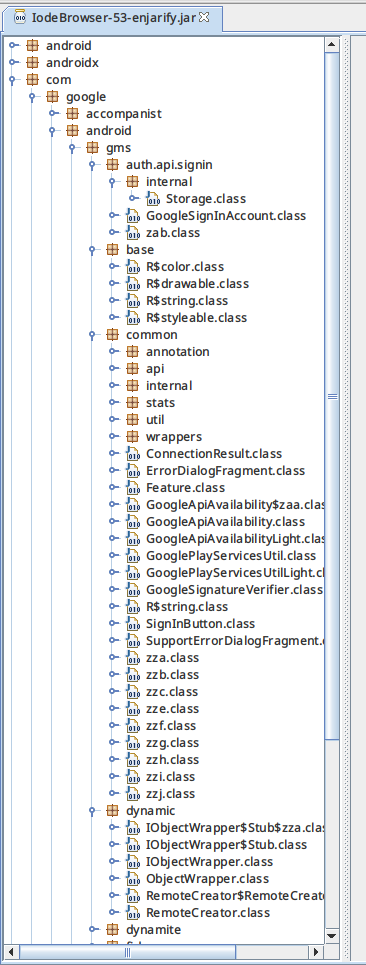 IodeBrowser-53-enjarify.jar
android
androidx
com
google
accompanist
android
gms
auth.api.signin
internal
Storage.class
GoogleSignInAccount.class
zab.class
base
R$color.class
R$drawable.class
R$string.class
R$styleable.class
common
annotation
api
internal
stats
util
wrappers
ConnectionResult.class
ErrorDialogFragment.class
Feature.class
GoogleApiAvailability$zaa.clas
GoogleApiAvailability.class
GoogleApiAvailabilityLight.class
GooglePlayServicesUtil.class
GooglePlayServicesUtilLight.cl
GoogleSignatureVerifier.class
R$string.class
SignInButton.class
SupportErrorDialogFragment.c
zza.class
zzb.class
zzc.class
zze.class
zzf.class
zzg.class
zzh.class
zzi.class
zzj.class
dynamic
IObjectWrapper$Stub$zza.clas
IObjectWrapper$Stub.class
IObjectWrapper.class
ObjectWrapper.class
RemoteCreator$RemoteCreat
RemoteCreator.class
dynamite